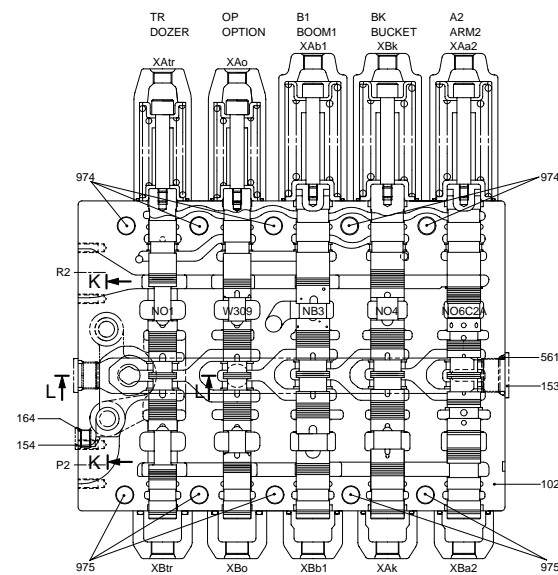 TR OP B1 BK A2
DOZER OPTION BOOM1 BUCKET ARM2
XAtr XAo XAb1 XBk XAa2
974 974
R2
K
NO1 W309 NB3 NO4 NO6C2A
561
L L
153
164
154
K
P2
102
975 975
XBtr XBo XBb1 XAk XBa2